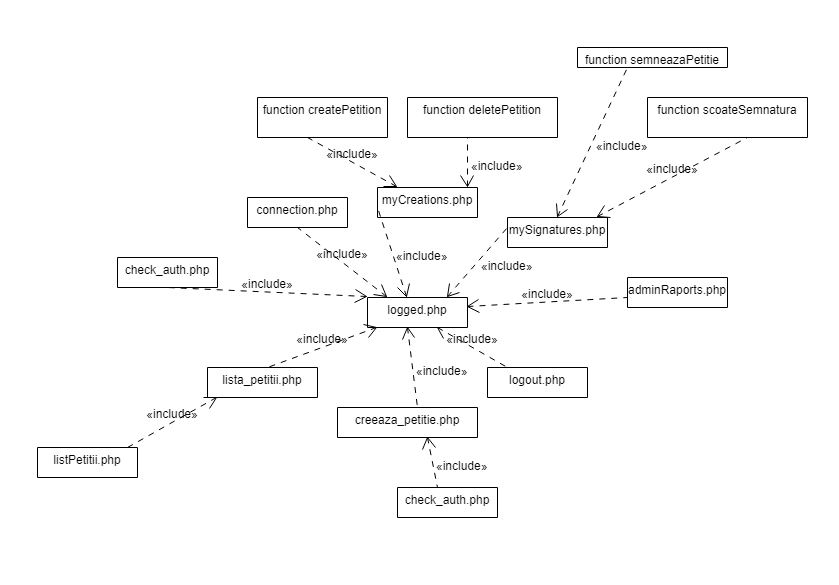 function semneazaPetitie
function createPetition
function deletePetition
function scoateSemnatura
«include»
«include»
«include»
«include»
myCreations.php
connection.php
mySignatures.php
«include»
«include»
«include»
check_auth.php
«include»
«include»
adminRaports.php
logged.php
«include»
«include»
«include»
lista_petitii.php
logout.php
«include»
creeaza_petitie.php
listPetitii.php
«include»
check_auth.php